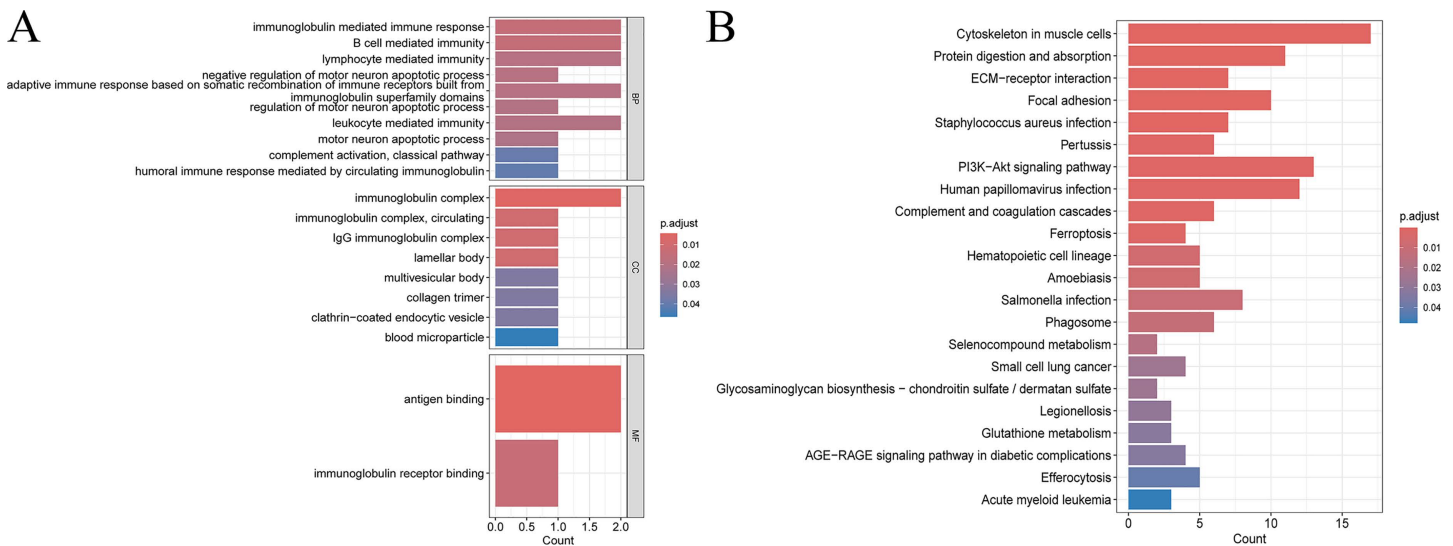 A
immunoglobulin mediated immune response
B cell mediated immunity
lymphocyte mediated immunity
negative regulation of motor neuron apoptotic process
adaptive immune response based on somatic recombination of immune receptors built from
immunoglobulin superfamily domains
regulation of motor neuron apoptotic process
leukocyte mediated immunity
motor neuron apoptotic process
complement activation, classical pathway
humoral immune response mediated by circulating immunoglobulin
BP
immunoglobulin complex
immunoglobulin complex, circulating
IgG immunoglobulin complex
lamellar body
multivesicular body
collagen trimer
clathrin−coated endocytic vesicle
blood microparticle
CC
antigen binding
immunoglobulin receptor binding
MF
0.0 0.5 1.0 1.5 2.0
Count
p.adjust
0.01
0.02
0.03
0.04
B
Cytoskeleton in muscle cells
Protein digestion and absorption
ECM−receptor interaction
Focal adhesion
Staphylococcus aureus infection
Pertussis
PI3K−Akt signaling pathway
Human papillomavirus infection
Complement and coagulation cascades
Ferroptosis
Hematopoietic cell lineage
Amoebiasis
Salmonella infection
Phagosome
Selenocompound metabolism
Small cell lung cancer
Glycosaminoglycan biosynthesis − chondroitin sulfate / dermatan sulfate
Legionellosis
Glutathione metabolism
AGE−RAGE signaling pathway in diabetic complications
Efferocytosis
Acute myeloid leukemia
0 5 10 15
Count
p.adjust
0.01
0.02
0.03
0.04